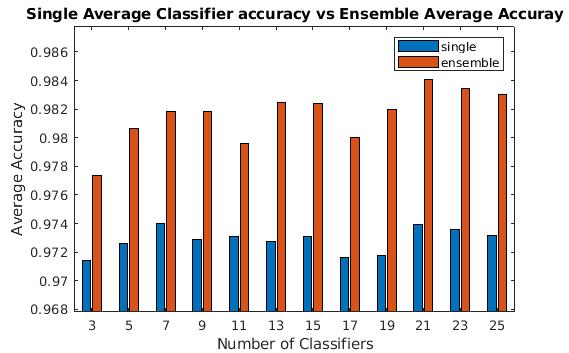 Single Average Classifier accuracy vs Ensemble Average Accuray
single
ensemble
0.986
0.984
0.982
0.98
0.978
0.976
0.974
0.972
0.97
0.968
Average Accuracy
3 5 7 9 11 13 15 17 19 21 23 25
Number of Classifiers